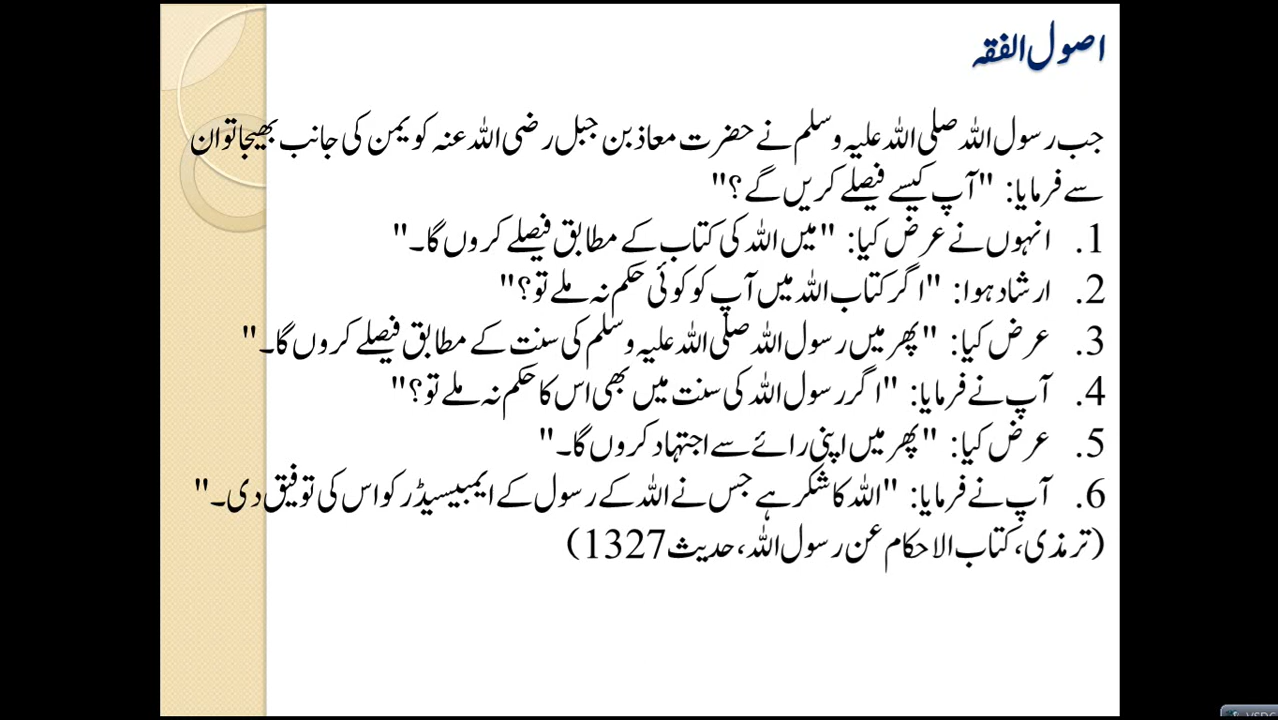 اصول الفقہ
جب رسول اللہ صلی اللہ علیہ وسلم نے حضرت معاذ بن جبل رضی اللہ عنہ کو یمن کی جانب بھیجا تو ان
سے فرمایا: "آپ کیسے فیصلے کریں گے؟"
1. انہوں نے عرض کیا: "میں اللہ کی کتاب کے مطابق فیصلے کروں گا۔"
2. ارشاد ہوا: "اگر کتاب اللہ میں آپ کو کوئی حکم نہ ملے تو؟"
3. عرض کیا: "پھر میں رسول اللہ صلی اللہ علیہ وسلم کی سنت کے مطابق فیصلے کروں گا۔"
4. آپ نے فرمایا: "اگر رسول اللہ کی سنت میں بھی اس کا حکم نہ ملے تو؟"
5. عرض کیا: "پھر میں اپنی رائے سے اجتہاد کروں گا۔"
6. آپ نے فرمایا: "اللہ کا شکر ہے جس نے اللہ کے رسول کے ایمبیسیڈر کو اس کی توفیق دی۔"
(ترمذی، کتاب الاحکام عن رسول اللہ، حدیث 1327)